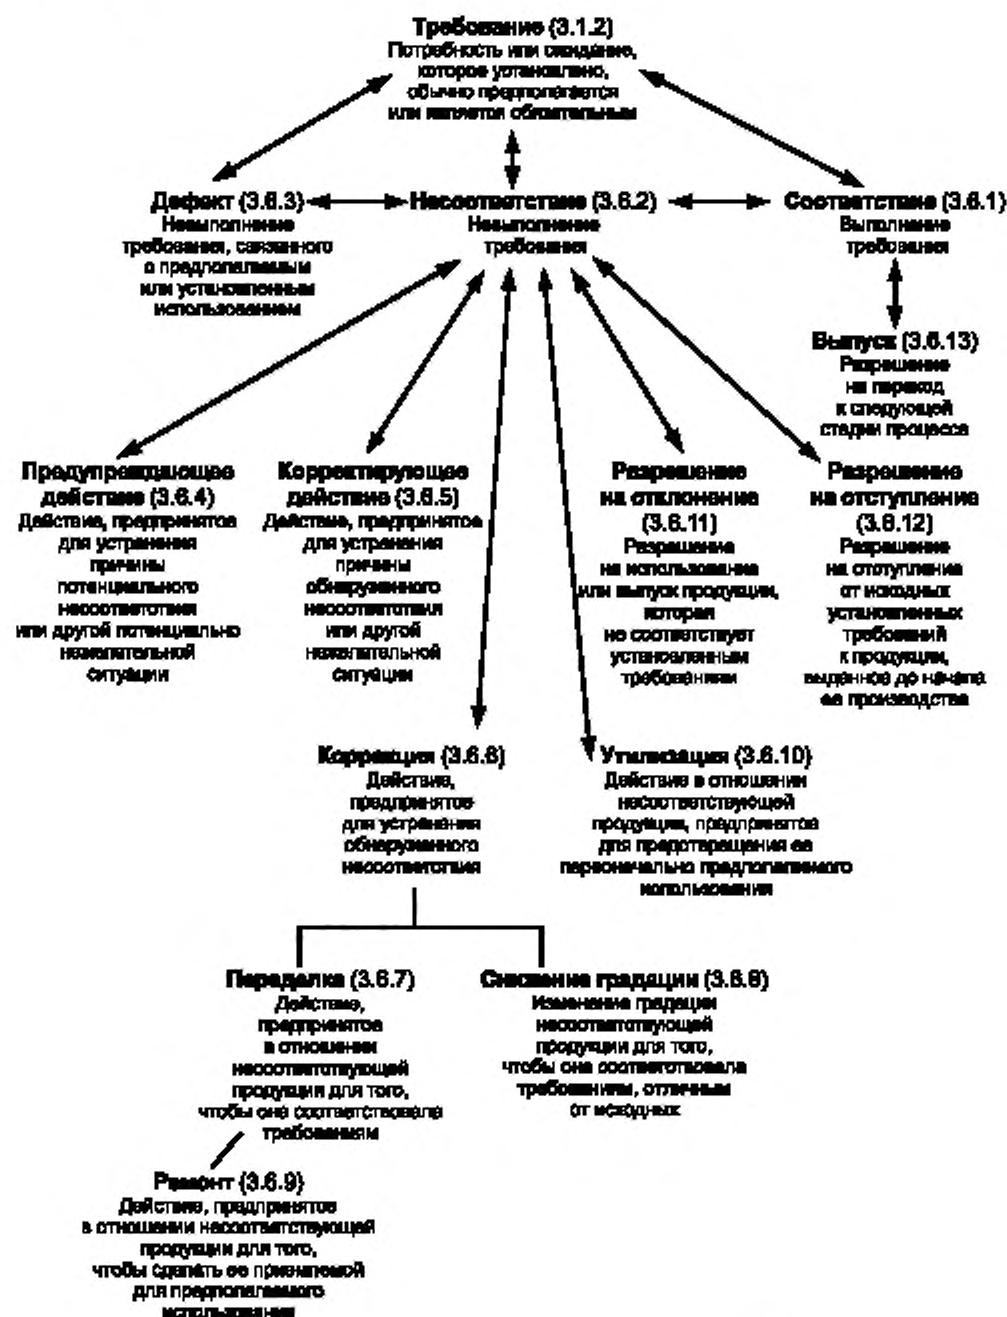 Требование (3.1.2)
Потребность или ожидание,
которое установлено,
обычно предполагается
или является обязательным
Дефект (3.6.3)
Невыполнение
требования, связанного
с предполагаемым
или установленным
использованием
Несоответствие (3.6.2)
Невыполнение
требования
Соответствие (3.6.1)
Выполнение
требования
Выпуск (3.6.13)
Разрешение
на переход
к следующей
стадии процесса
Предупреждающее
действие (3.6.4)
Действие, предпринятое
для устранения
причины
потенциального
несоответствия
или другой потенциально
нежелательной
ситуации
Корректирующее
действие (3.6.5)
Действие, предпринятое
для устранения
причины
обнаруженного
несоответствия
или другой
нежелательной
ситуации
Разрешение
на отклонение
(3.6.11)
Разрешение
на использование
или выпуск продукции,
которая
не соответствует
установленным
требованиям
Разрешение
на отступление
(3.6.12)
Разрешение
на отступление
от исходных
установленных
требований
к продукции,
выданное до начала
ее производства
Коррекция (3.6.6)
Действие,
предпринятое
для устранения
обнаруженного
несоответствия
Утилизация (3.6.10)
Действие в отношении
несоответствующей
продукции, предпринятое
для предотвращения ее
первоначально предполагаемого
использования
Переделка (3.6.7)
Действие,
предпринятое
в отношении
несоответствующей
продукции для того,
чтобы она соответствовала
требованиям
Снижение градации (3.6.8)
Изменение градации
несоответствующей
продукции для того,
чтобы она соответствовала
требованиям, отличным
от исходных
Ремонт (3.6.9)
Действие, предпринятое
в отношении несоответствующей
продукции для того,
чтобы сделать ее приемлемой
для предполагаемого
использования